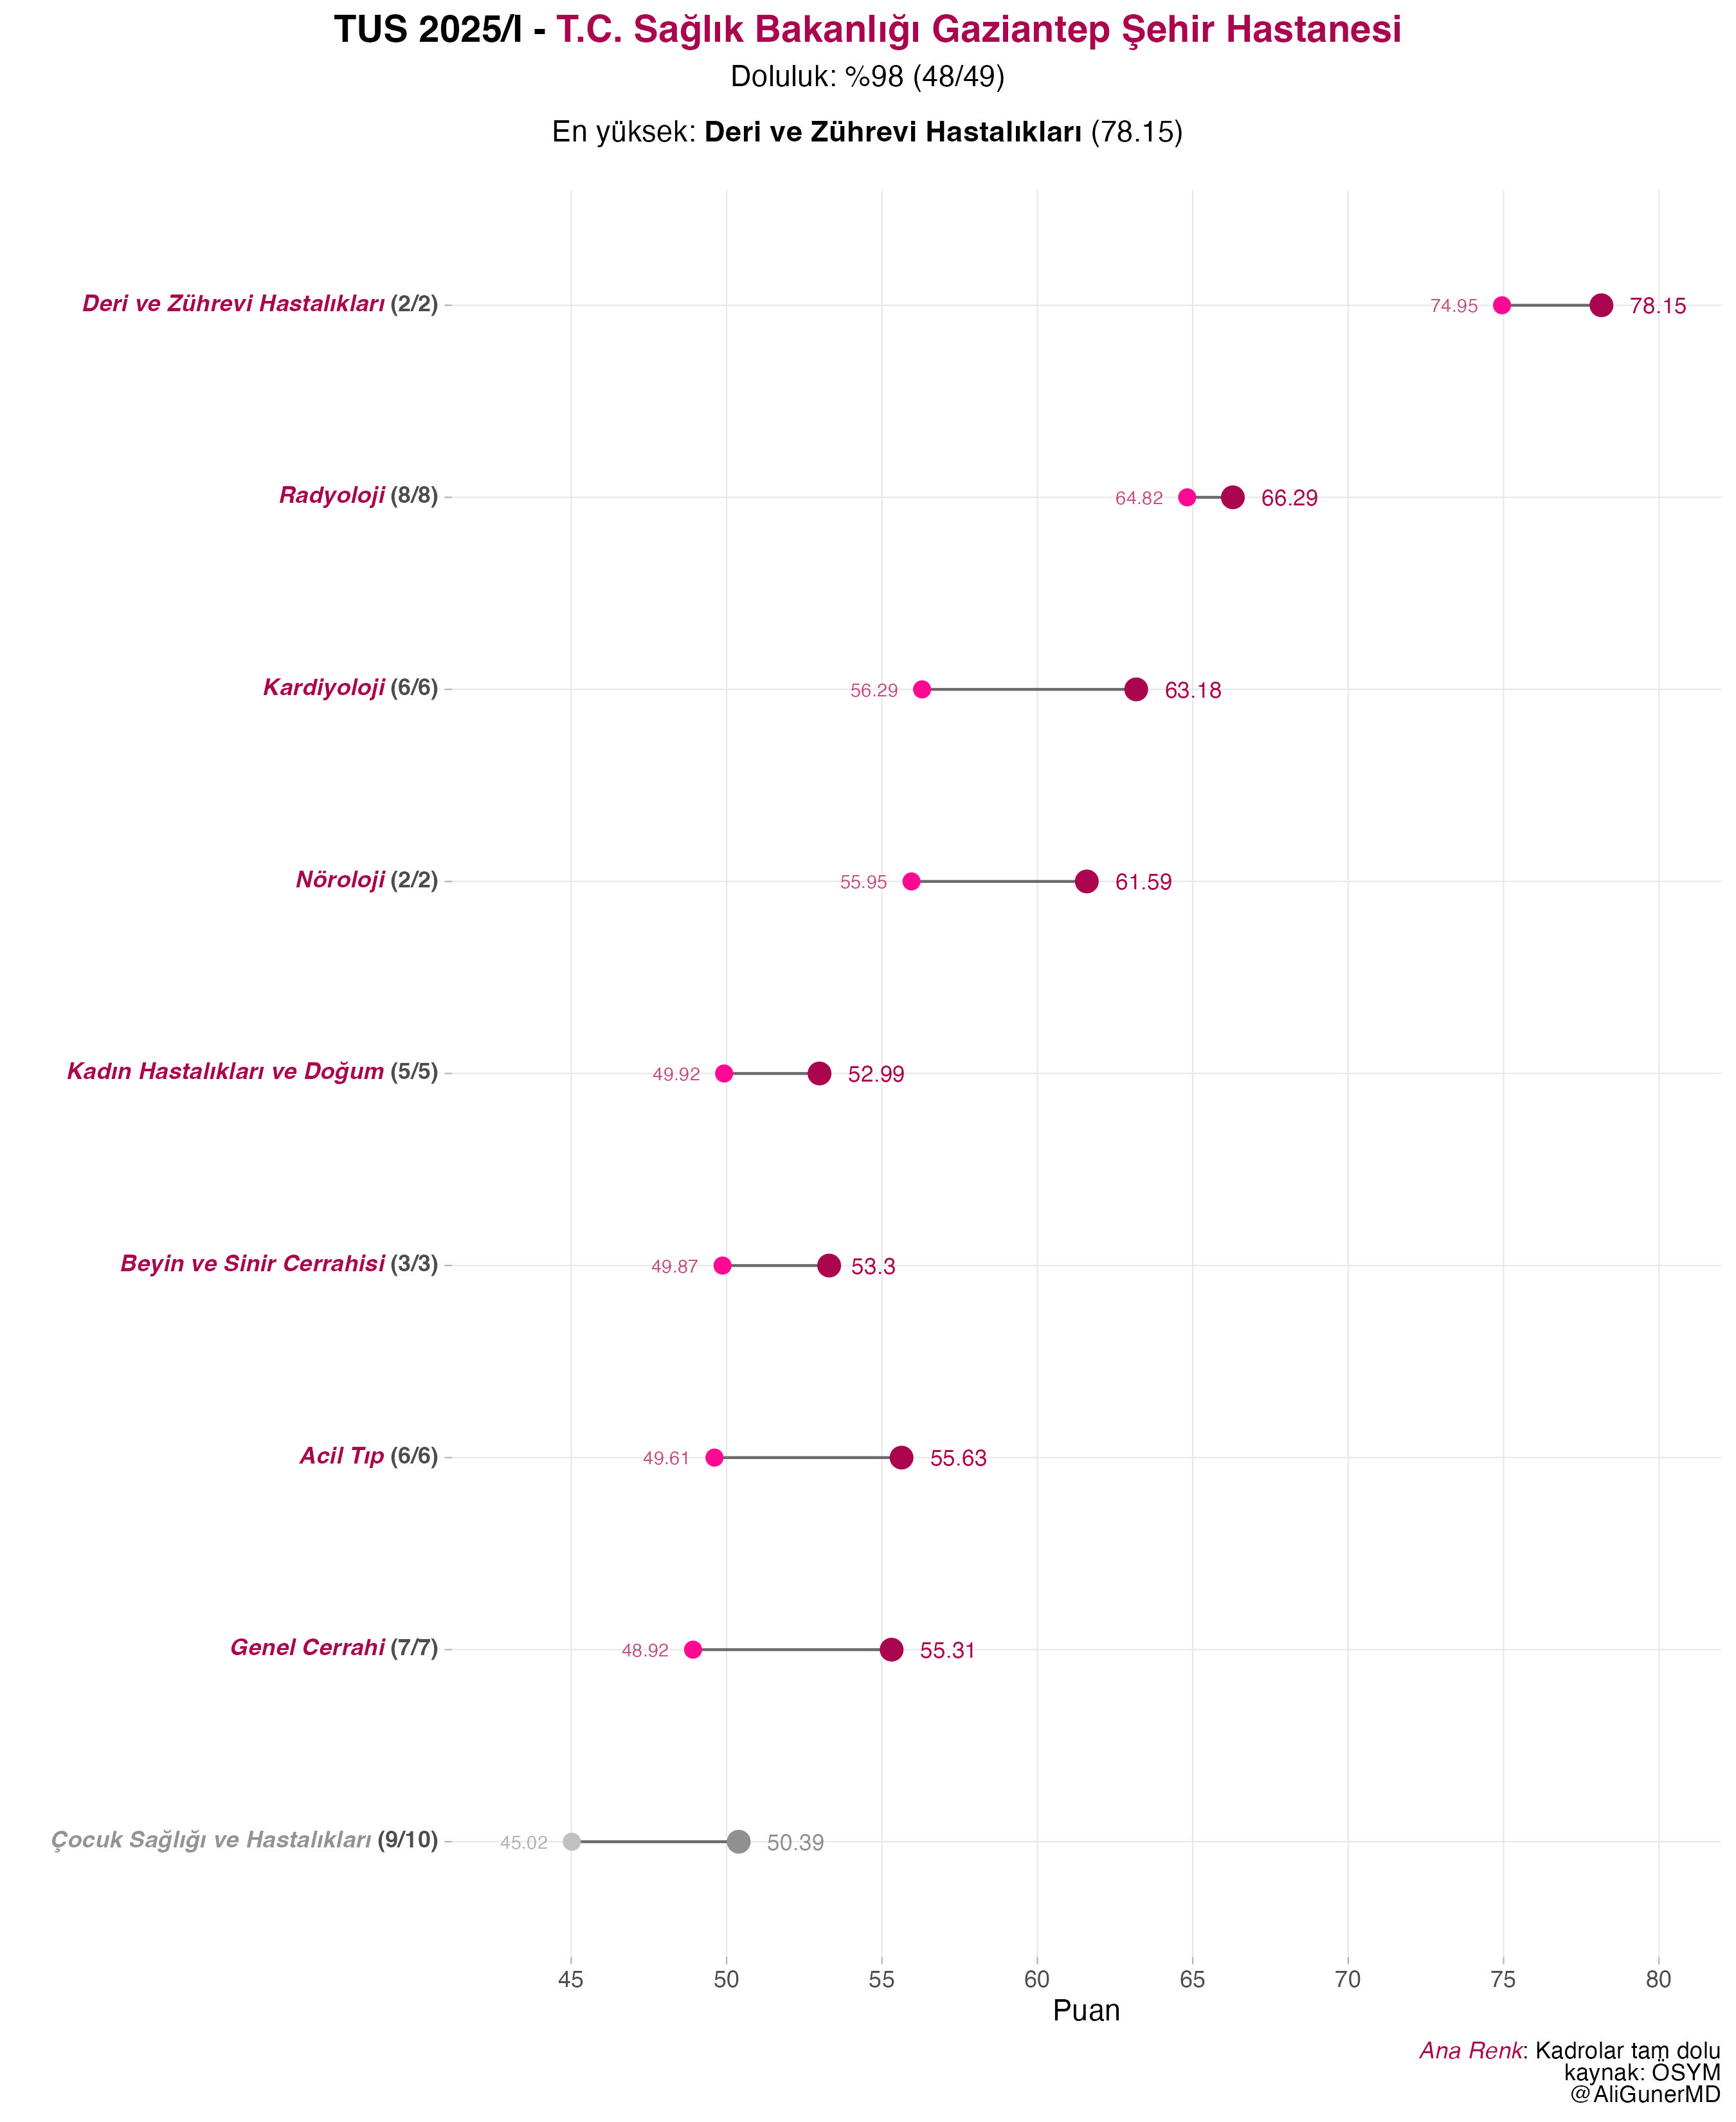 TUS 2025/I - T.C. Sağlık Bakanlığı Gaziantep Şehir Hastanesi
Doluluk: %98 (48/49)
En yüksek: Deri ve Zührevi Hastalıkları (78.15)
Deri ve Zührevi Hastalıkları (2/2) 74.95 78.15
Radyoloji (8/8) 64.82 66.29
Kardiyoloji (6/6) 56.29 63.18
Nöroloji (2/2) 55.95 61.59
Kadın Hastalıkları ve Doğum (5/5) 49.92 52.99
Beyin ve Sinir Cerrahisi (3/3) 49.87 53.3
Acil Tıp (6/6) 49.61 55.63
Genel Cerrahi (7/7) 48.92 55.31
Çocuk Sağlığı ve Hastalıkları (9/10) 45.02 50.39
45 50 55 60 65 70 75 80
Puan
Ana Renk: Kadrolar tam dolu
kaynak: ÖSYM
@AliGunerMD